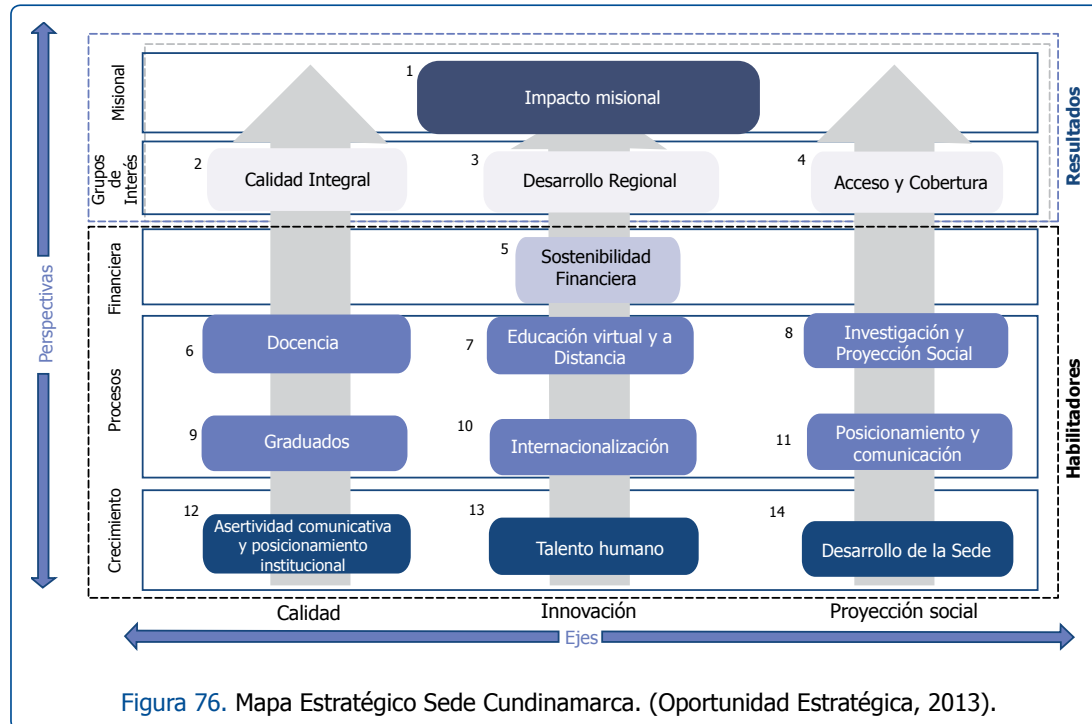 Perspectivas
Misional
1
Impacto misional
Grupos de
Interés
2
Calidad Integral
3
Desarrollo Regional
4
Acceso y Cobertura
Resultados
Financiera
5
Sostenibilidad
Financiera
Procesos
6
Docencia
7
Educación virtual y a
Distancia
8
Investigación y
Proyección Social
9
Graduados
10
Internacionalización
11
Posicionamiento y
comunicación
Habilitadores
Crecimiento
12
Asertividad comunicativa
y posicionamiento
institucional
13
Talento humano
14
Desarrollo de la Sede
Calidad
Innovación
Proyección social
Ejes
Figura 76. Mapa Estratégico Sede Cundinamarca. (Oportunidad Estratégica, 2013).